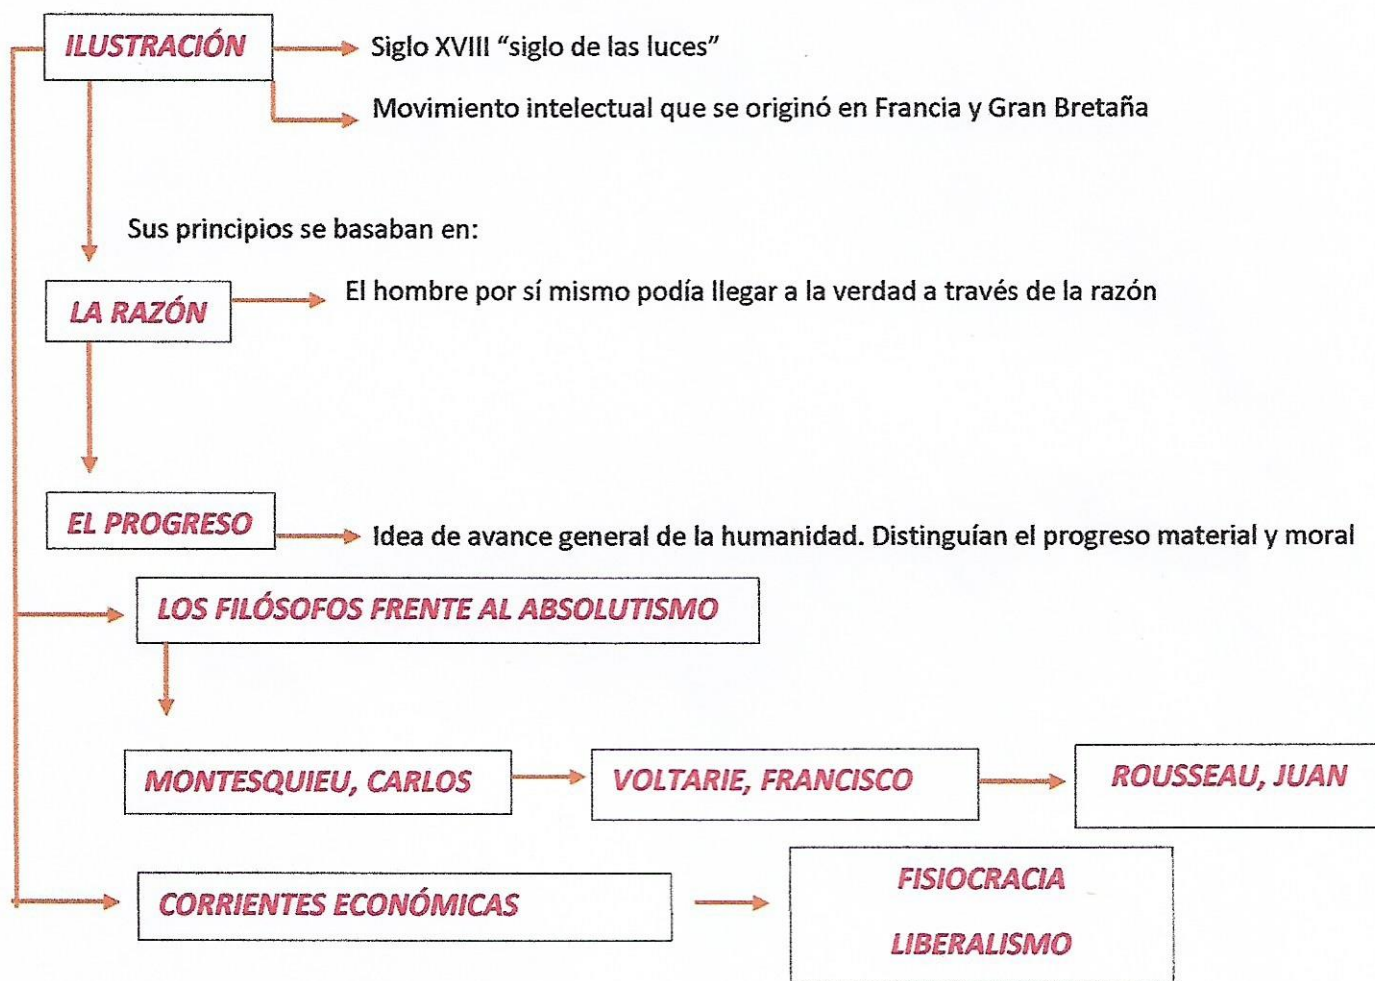 ILUSTRACIÓN
Siglo XVIII “siglo de las luces”
Movimiento intelectual que se originó en Francia y Gran Bretaña
Sus principios se basaban en:
LA RAZÓN
El hombre por sí mismo podía llegar a la verdad a través de la razón
EL PROGRESO
Idea de avance general de la humanidad. Distinguían el progreso material y moral
LOS FILÓSOFOS FRENTE AL ABSOLUTISMO
MONTESQUIEU, CARLOS
VOLTARIE, FRANCISCO
ROUSSEAU, JUAN
CORRIENTES ECONÓMICAS
FISIOCRACIA
LIBERALISMO